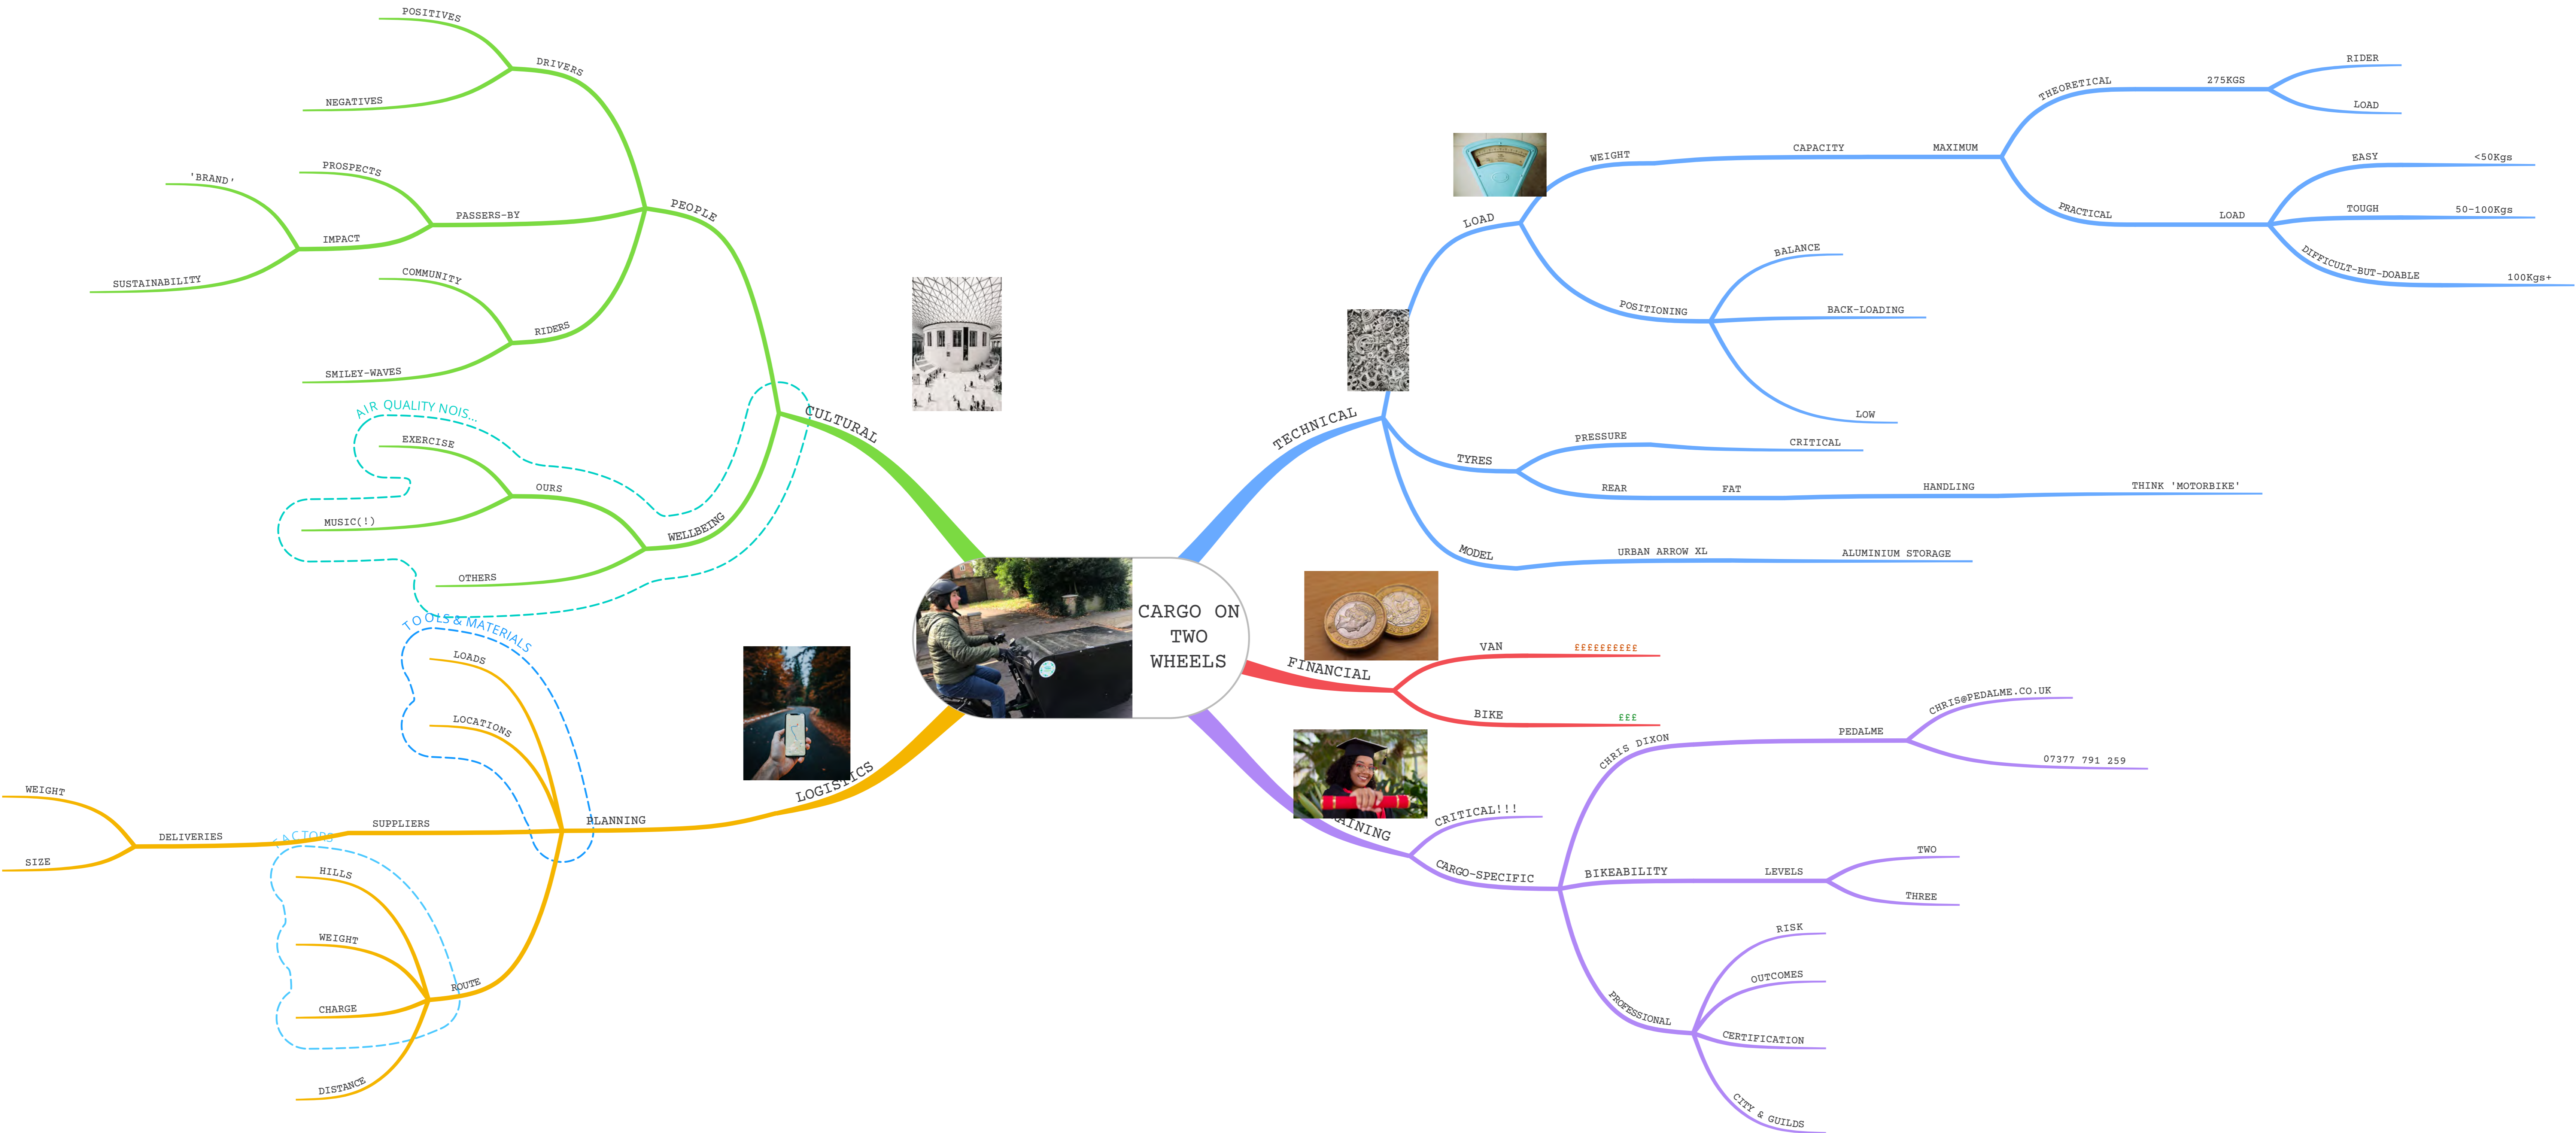 CARGO ON
TWO
WHEELS
TECHNICAL
LOAD
WEIGHT
CAPACITY
MAXIMUM
THEORETICAL
275KGS
RIDER
LOAD
PRACTICAL
LOAD
EASY
<50Kgs
TOUGH
50-100Kgs
DIFFICULT-BUT-DOABLE
100Kgs+
POSITIONING
BALANCE
BACK-LOADING
LOW
TYRES
PRESSURE
CRITICAL
REAR
FAT
HANDLING
THINK 'MOTORBIKE'
MODEL
URBAN ARROW XL
ALUMINIUM STORAGE
FINANCIAL
VAN
££££££££££
BIKE
£££
AINING
CRITICAL!!!
CARGO-SPECIFIC
CHRIS DIXON
PEDALME
CHRIS@PEDALME.CO.UK
07377 791 259
BIKEABILITY
LEVELS
TWO
THREE
PROFESSIONAL
RISK
OUTCOMES
CERTIFICATION
CITY & GUILDS
CULTURAL
PEOPLE
DRIVERS
POSITIVES
NEGATIVES
PASSERS-BY
PROSPECTS
IMPACT
'BRAND'
SUSTAINABILITY
RIDERS
COMMUNITY
SMILEY-WAVES
AIR QUALITY NOIS...
WELLBEING
OURS
EXERCISE
MUSIC(!)
OTHERS
LOGISTICS
PLANNING
TOOLS & MATERIALS
LOADS
LOCATIONS
SUPPLIERS
DELIVERIES
WEIGHT
SIZE
ROUTE
FACTORS
HILLS
WEIGHT
CHARGE
DISTANCE